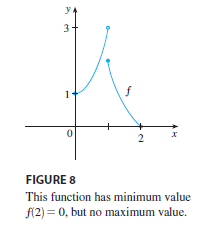 y
3
f
1
0
2
x
FIGURE 8
This function has minimum value
f(2) = 0, but no maximum value.